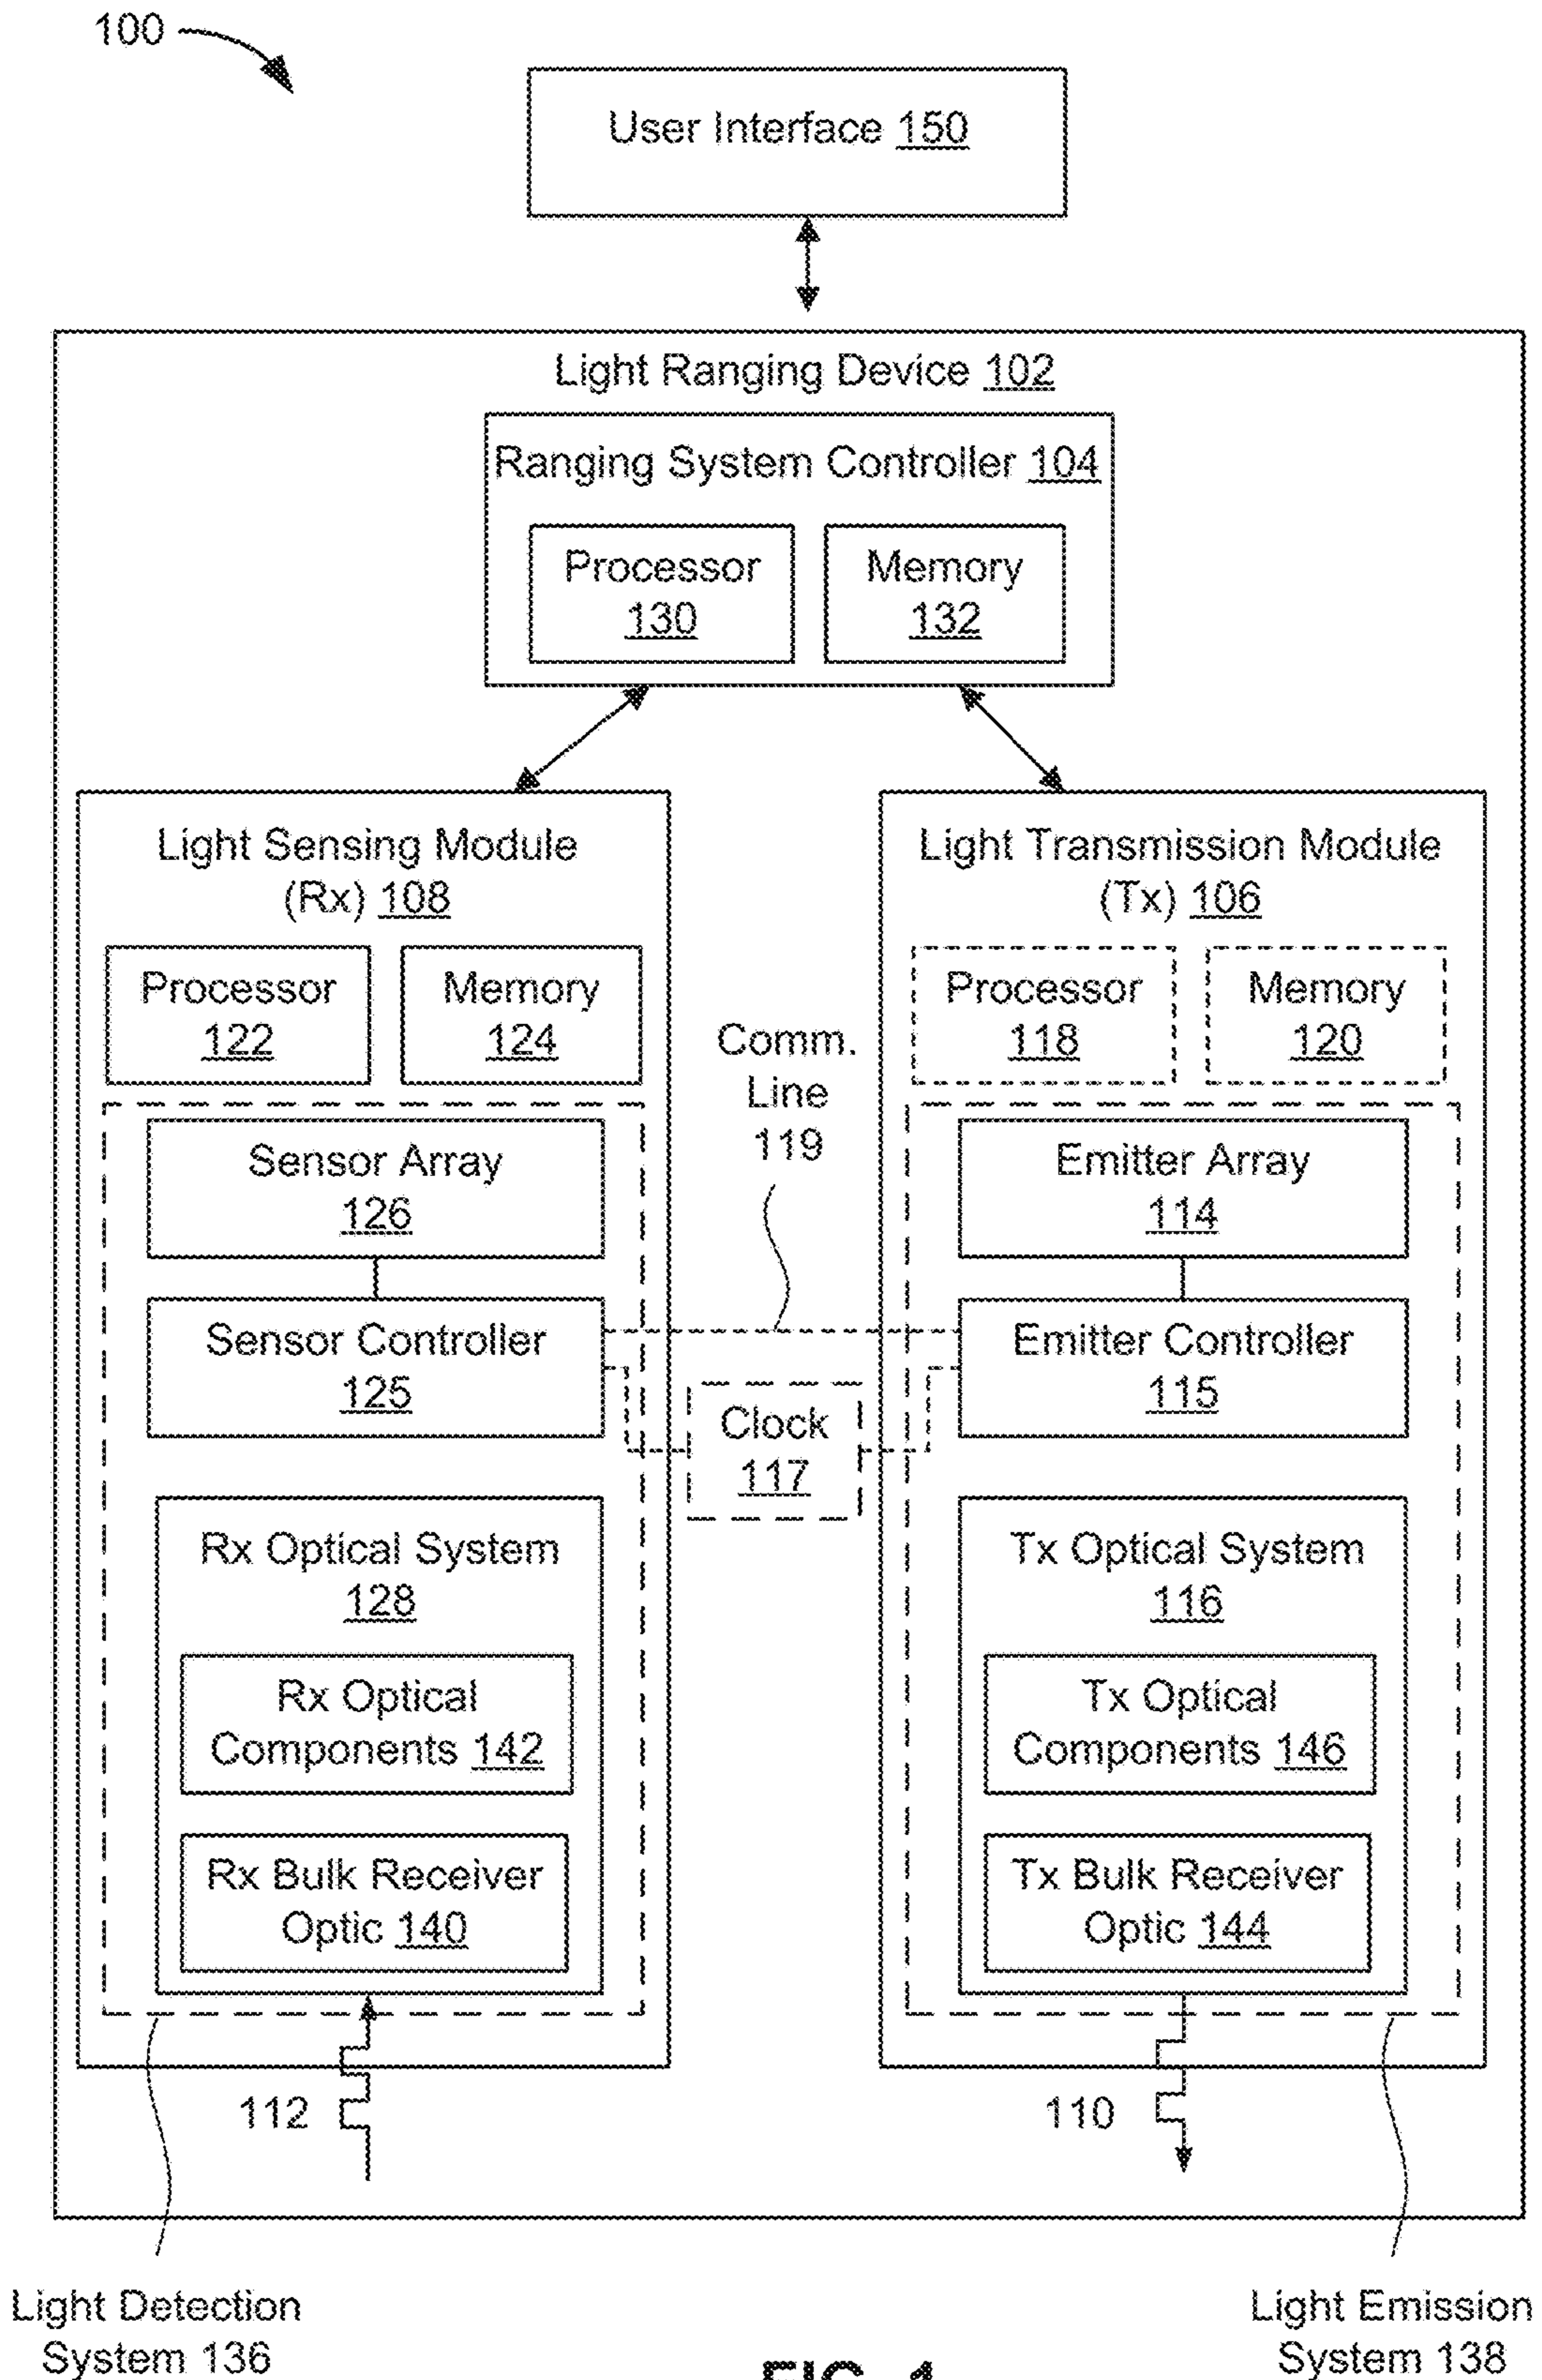 100
User Interface 150
Light Ranging Device 102
Ranging System Controller 104
Processor
130
Memory
132
Light Sensing Module
(Rx) 108
Processor
122
Memory
124
Sensor Array
126
Sensor Controller
125
Rx Optical System
128
Rx Optical
Components 142
Rx Bulk Receiver
Optic 140
112
Light Detection
System 136
Comm.
Line
119
Clock
117
Light Transmission Module
(Tx) 106
Processor
118
Memory
120
Emitter Array
114
Emitter Controller
115
Tx Optical System
116
Tx Optical
Components 146
Tx Bulk Receiver
Optic 144
110
Light Emission
System 138
FIG. 1